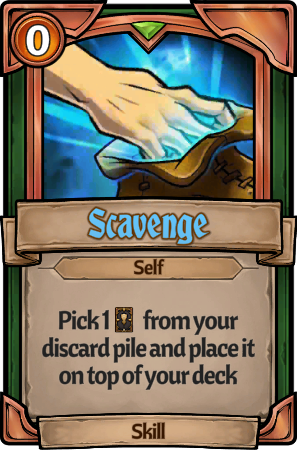 0
Scavenge
Self
Pick 1 from your
discard pile and place it
on top of your deck
Skill